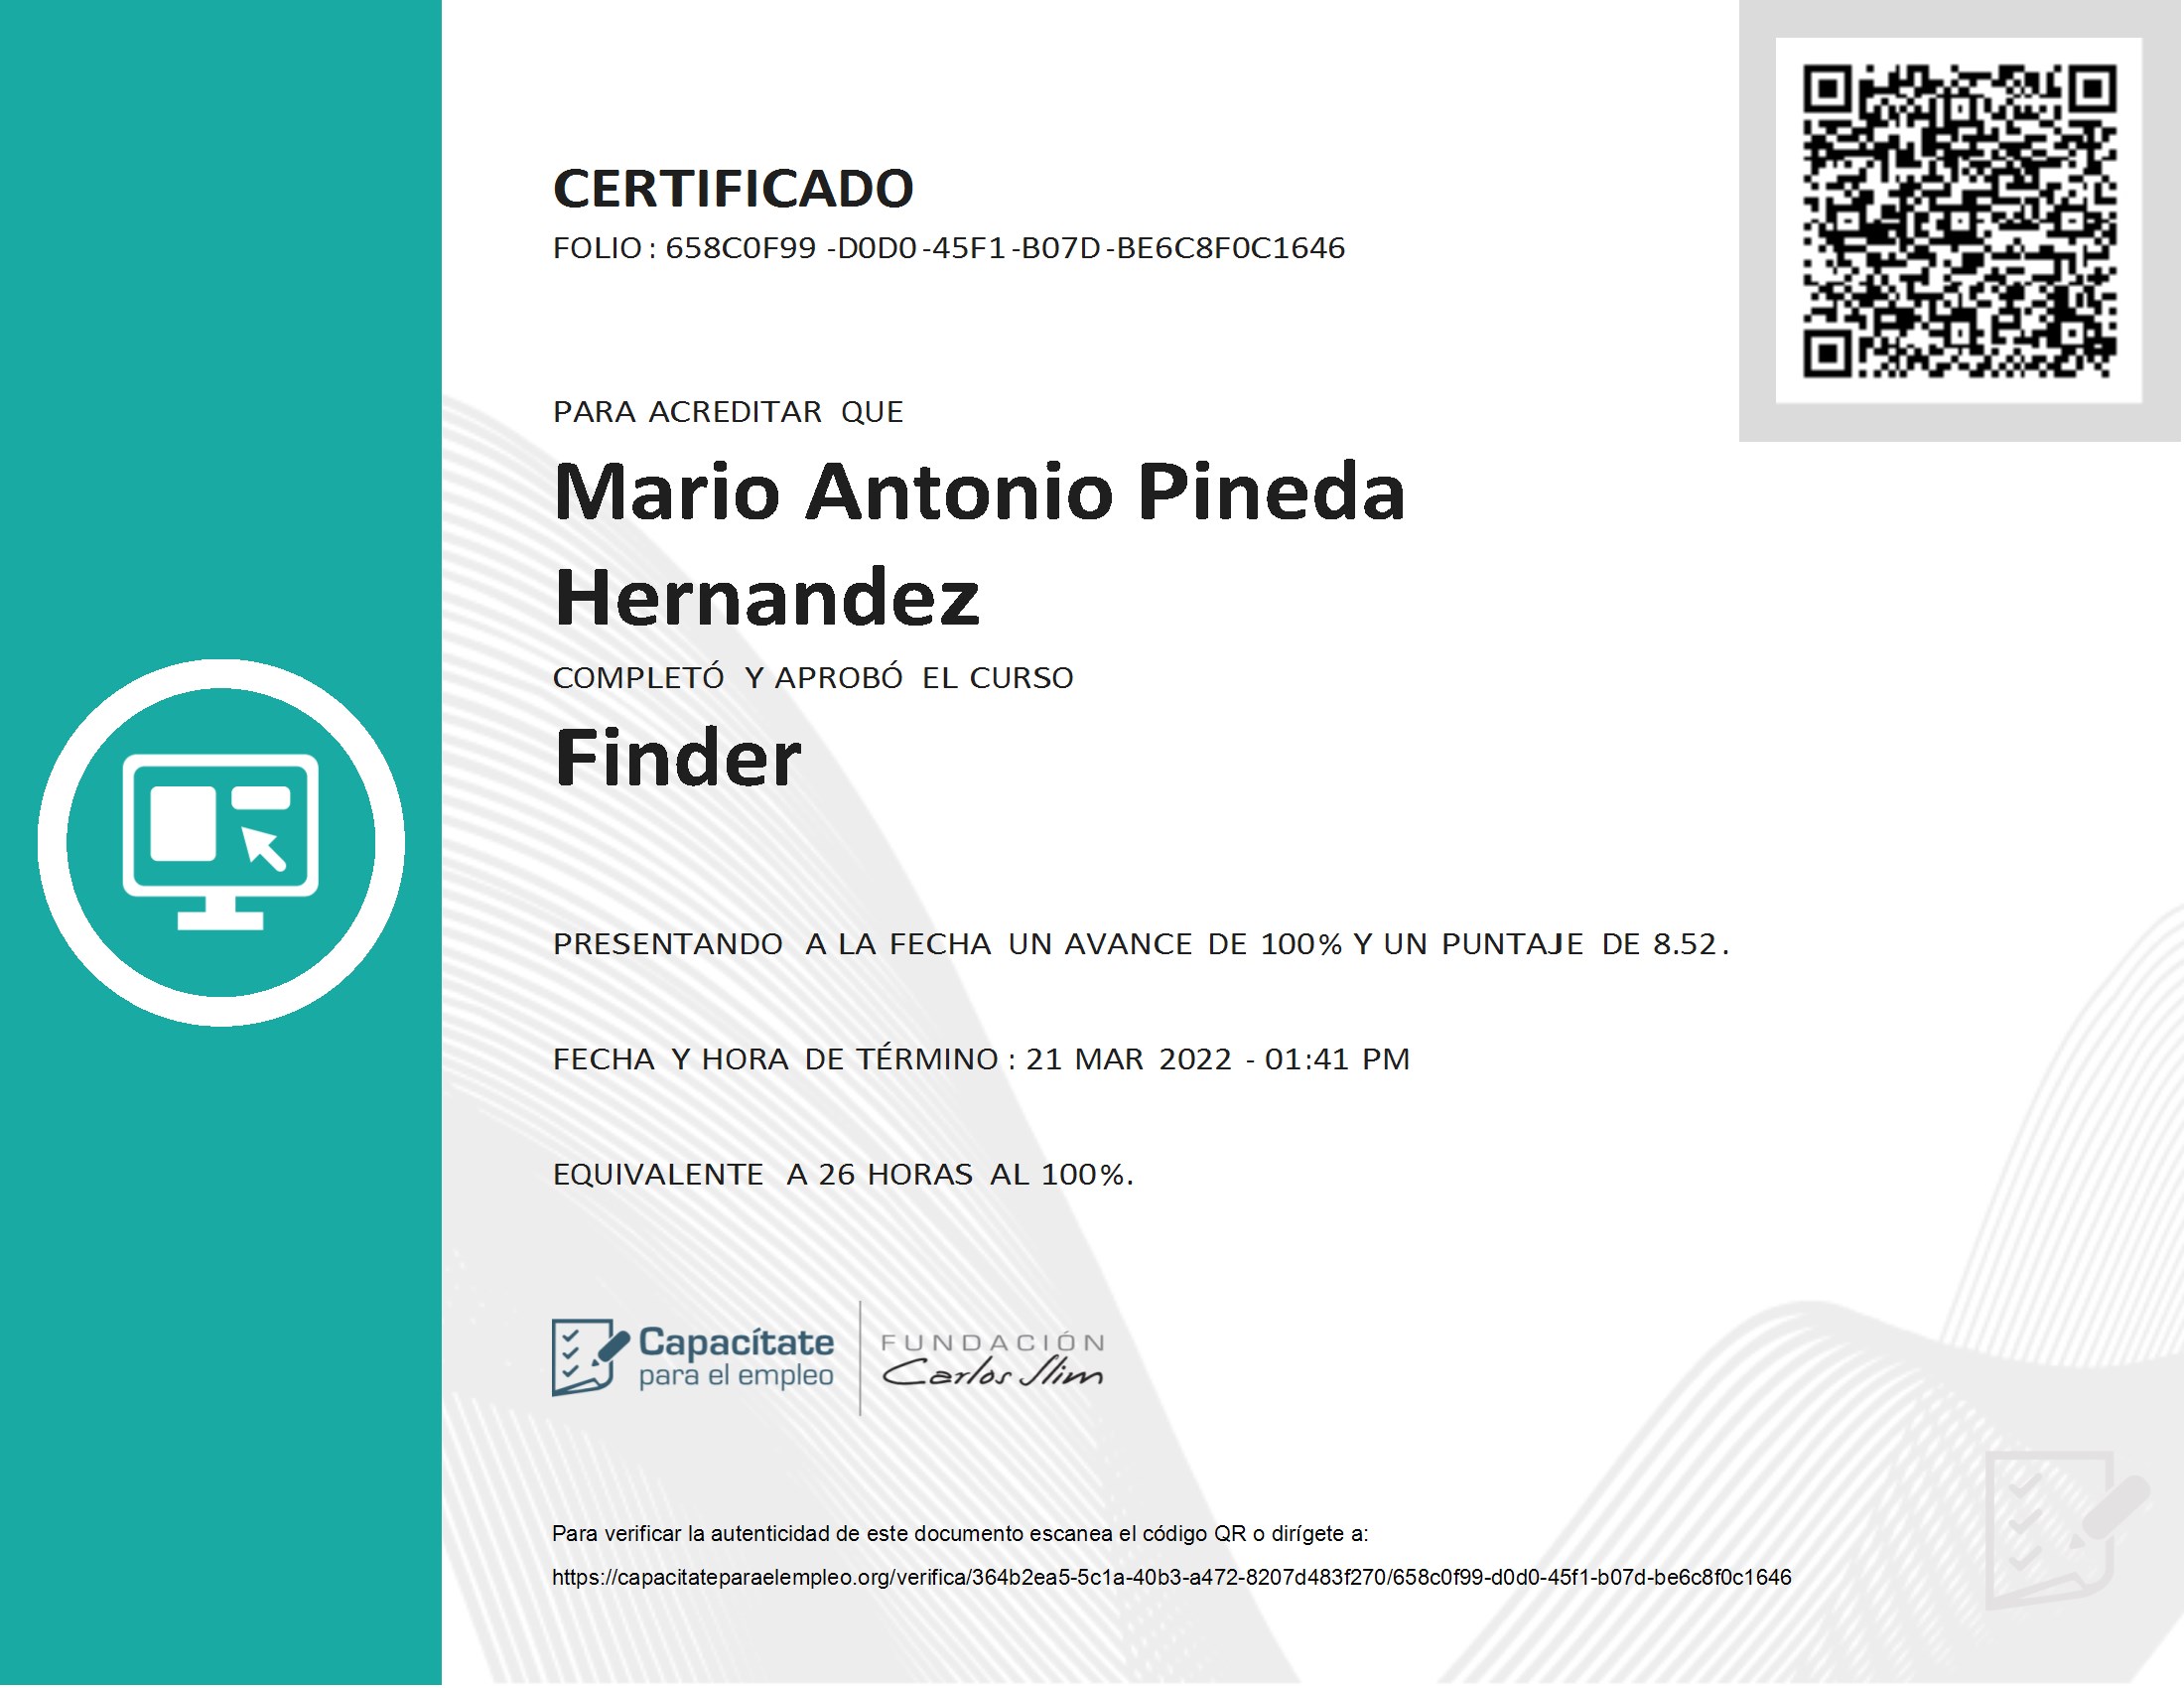 CERTIFICADO
FOLIO : 658C0F99 -D0D0 -45F1 -B07D -BE6C8F0C1646
PARA ACREDITAR QUE
Mario Antonio Pineda
Hernandez
COMPLETÓ Y APROBÓ EL CURSO
Finder
PRESENTANDO A LA FECHA UN AVANCE DE 100% Y UN PUNTAJE DE 8.52.
FECHA Y HORA DE TÉRMINO : 21 MAR 2022 - 01:41 PM
EQUIVALENTE A 26 HORAS AL 100%.
Capacítate
para el empleo
FUNDACIÓN
Carlos Slim
Para verificar la autenticidad de este documento escanea el código QR o dirígete a:
https://capacitateparaelempleo.org/verifica/364b2ea5-5c1a-40b3-a472-8207d483f270/658c0f99-d0d0-45f1-b07d-be6c8f0c1646